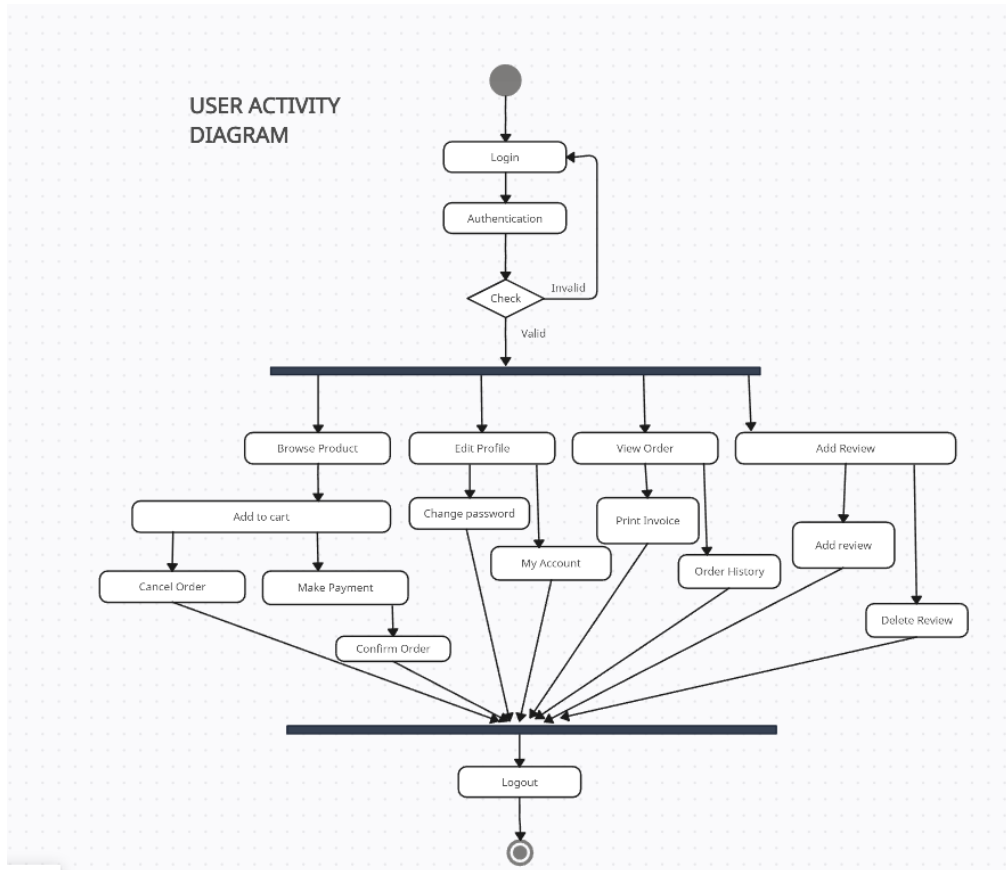 USER ACTIVITY
DIAGRAM
Login
Authentication
Check
Invalid
Valid
Browse Product
Edit Profile
View Order
Add Review
Add to cart
Change password
Print Invoice
Add review
My Account
Order History
Cancel Order
Make Payment
Delete Review
Confirm Order
Logout